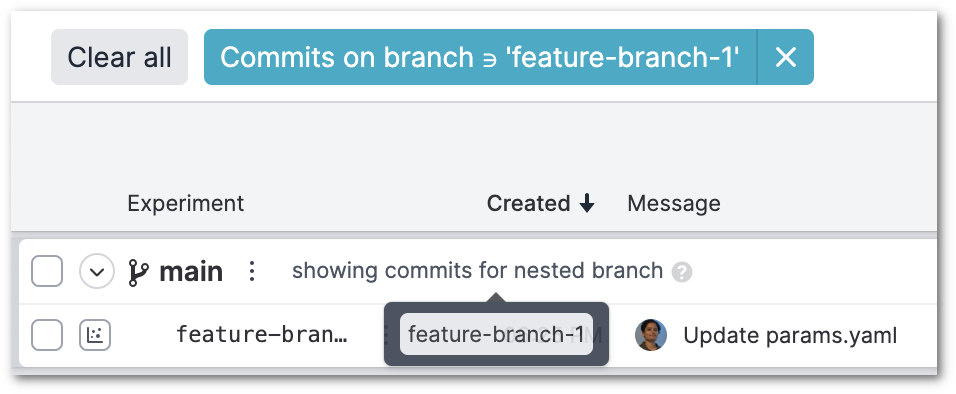 Clear all Commits on branch ∋ 'feature-branch-1' ×
Experiment Created ↓ Message
main showing commits for nested branch ?
feature-bran… feature-branch-1 Update params.yaml